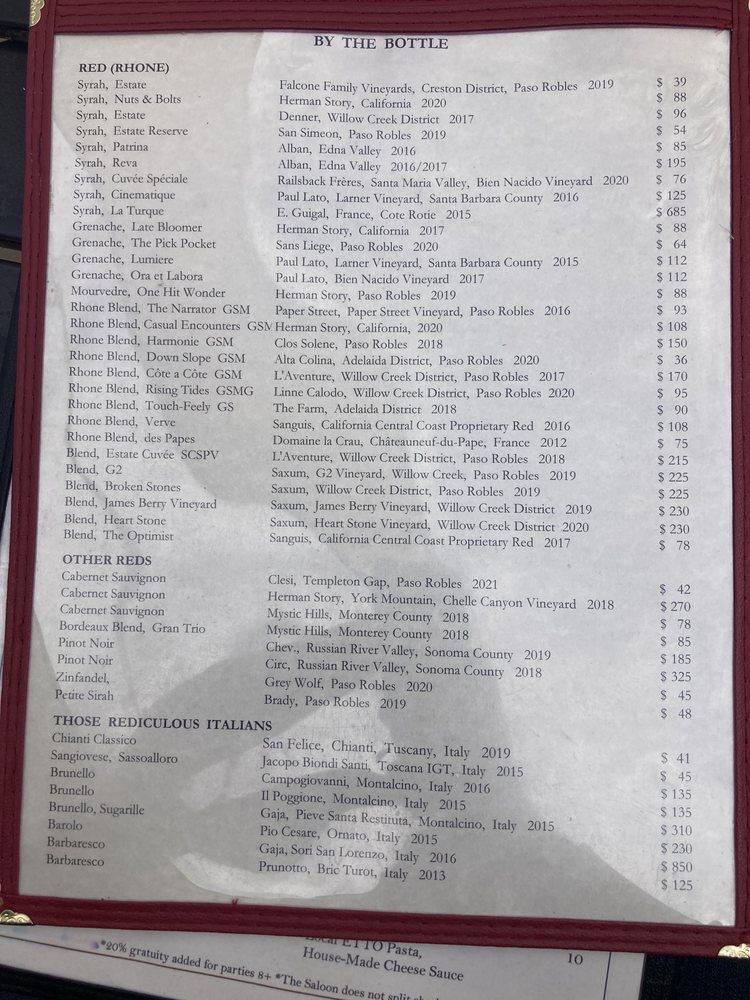 BY THE BOTTLE
RED (RHONE)
Syrah, Estate Falcone Family Vineyards, Creston District, Paso Robles 2019 $ 39
Syrah, Nuts & Bolts Herman Story, California 2020 $ 88
Syrah, Estate Denner, Willow Creek District 2017 $ 96
Syrah, Estate Reserve San Simeon, Paso Robles 2019 $ 54
Syrah, Patrina Alban, Edna Valley 2016 $ 85
Syrah, Reva Alban, Edna Valley 2016/2017 $ 195
Syrah, Cuvée Spéciale Railsback Frères, Santa Maria Valley, Bien Nacido Vineyard 2020 $ 76
Syrah, Cinematique Paul Lato, Larner Vineyard, Santa Barbara County 2016 $ 125
Syrah, La Turque E. Guigal, France, Cote Rotie 2015 $ 685
Grenache, Late Bloomer Herman Story, California 2017 $ 88
Grenache, The Pick Pocket Sans Liege, Paso Robles 2020 $ 64
Grenache, Lumiere Paul Lato, Larner Vineyard, Santa Barbara County 2015 $ 112
Grenache, Ora et Labora Paul Lato, Bien Nacido Vineyard 2017 $ 112
Mourvedre, One Hit Wonder Herman Story, Paso Robles 2019 $ 88
Rhone Blend, The Narrator GSM Paper Street, Paper Street Vineyard, Paso Robles 2016 $ 93
Rhone Blend, Casual Encounters GSM Herman Story, California, 2020 $ 108
Rhone Blend, Harmonie GSM Clos Solene, Paso Robles 2018 $ 150
Rhone Blend, Down Slope GSM Alta Colina, Adelaida District, Paso Robles 2020 $ 36
Rhone Blend, Côte a Côte GSM L'Aventure, Willow Creek District, Paso Robles 2017 $ 170
Rhone Blend, Rising Tides GSMG Linne Calodo, Willow Creek District, Paso Robles 2020 $ 95
Rhone Blend, Touch-Feely GS The Farm, Adelaida District 2018 $ 90
Rhone Blend, Verve Sanguis, California Central Coast Proprietary Red 2016 $ 108
Rhone Blend, des Papes Domaine la Crau, Châteauneuf-du-Pape, France 2012 $ 75
Blend, Estate Cuvée SCSPV L'Aventure, Willow Creek District, Paso Robles 2018 $ 215
Blend, G2 Saxum, G2 Vineyard, Willow Creek, Paso Robles 2019 $ 225
Blend, Broken Stones Saxum, Willow Creek District, Paso Robles 2019 $ 225
Blend, James Berry Vineyard Saxum, James Berry Vineyard, Willow Creek District 2019 $ 230
Blend, Heart Stone Saxum, Heart Stone Vineyard, Willow Creek District 2020 $ 230
Blend, The Optimist Sanguis, California Central Coast Proprietary Red 2017 $ 78
OTHER REDS
Cabernet Sauvignon Clesi, Templeton Gap, Paso Robles 2021 $ 42
Cabernet Sauvignon Herman Story, York Mountain, Chelle Canyon Vineyard 2018 $ 270
Cabernet Sauvignon Mystic Hills, Monterey County 2018 $ 78
Bordeaux Blend, Gran Trio Mystic Hills, Monterey County 2018 $ 85
Pinot Noir Chev., Russian River Valley, Sonoma County 2019 $ 185
Pinot Noir Circ, Russian River Valley, Sonoma County 2018 $ 325
Zinfandel, Grey Wolf, Paso Robles 2020 $ 45
Petite Sirah Brady, Paso Robles 2019 $ 48
THOSE REDICULOUS ITALIANS
Chianti Classico San Felice, Chianti, Tuscany, Italy 2019 $ 41
Sangiovese, Sassoalloro Jacopo Biondi Santi, Toscana IGT, Italy 2015 $ 45
Brunello Campogiovanni, Montalcino, Italy 2016 $ 135
Brunello Il Poggione, Montalcino, Italy 2015 $ 135
Brunello, Sugarille Gaja, Pieve Santa Restituta, Montalcino, Italy 2015 $ 310
Barolo Pio Cesare, Ornato, Italy 2015 $ 230
Barbaresco Gaja, Sori San Lorenzo, Italy 2016 $ 850
Barbaresco Prunotto, Bric Turot, Italy 2013 $ 125
Local ETTO Pasta,
House-Made Cheese Sauce 10
*20% gratuity added for parties 8+ *The Saloon does not split